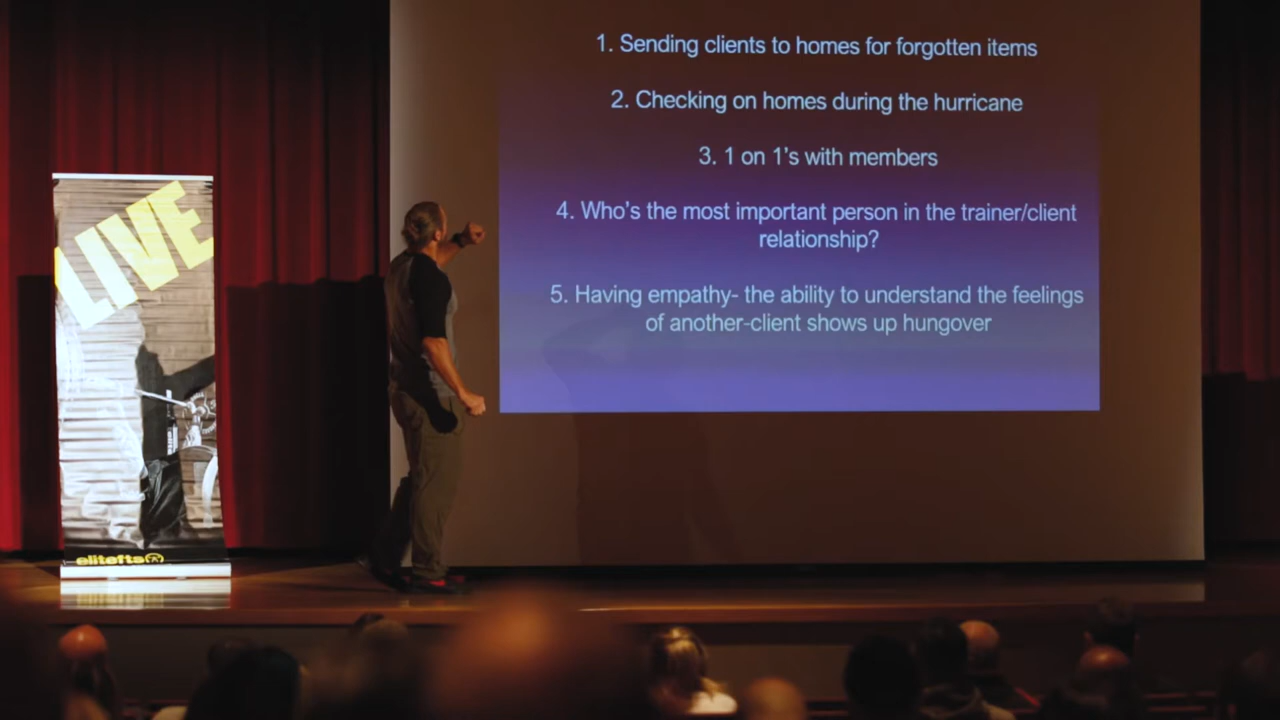 1. Sending clients to homes for forgotten items
2. Checking on homes during the hurricane
3. 1 on 1's with members
4. Who's the most important person in the trainer/client
relationship?
5. Having empathy- the ability to understand the feelings
of another-client shows up hungover
LIVE
elitefts